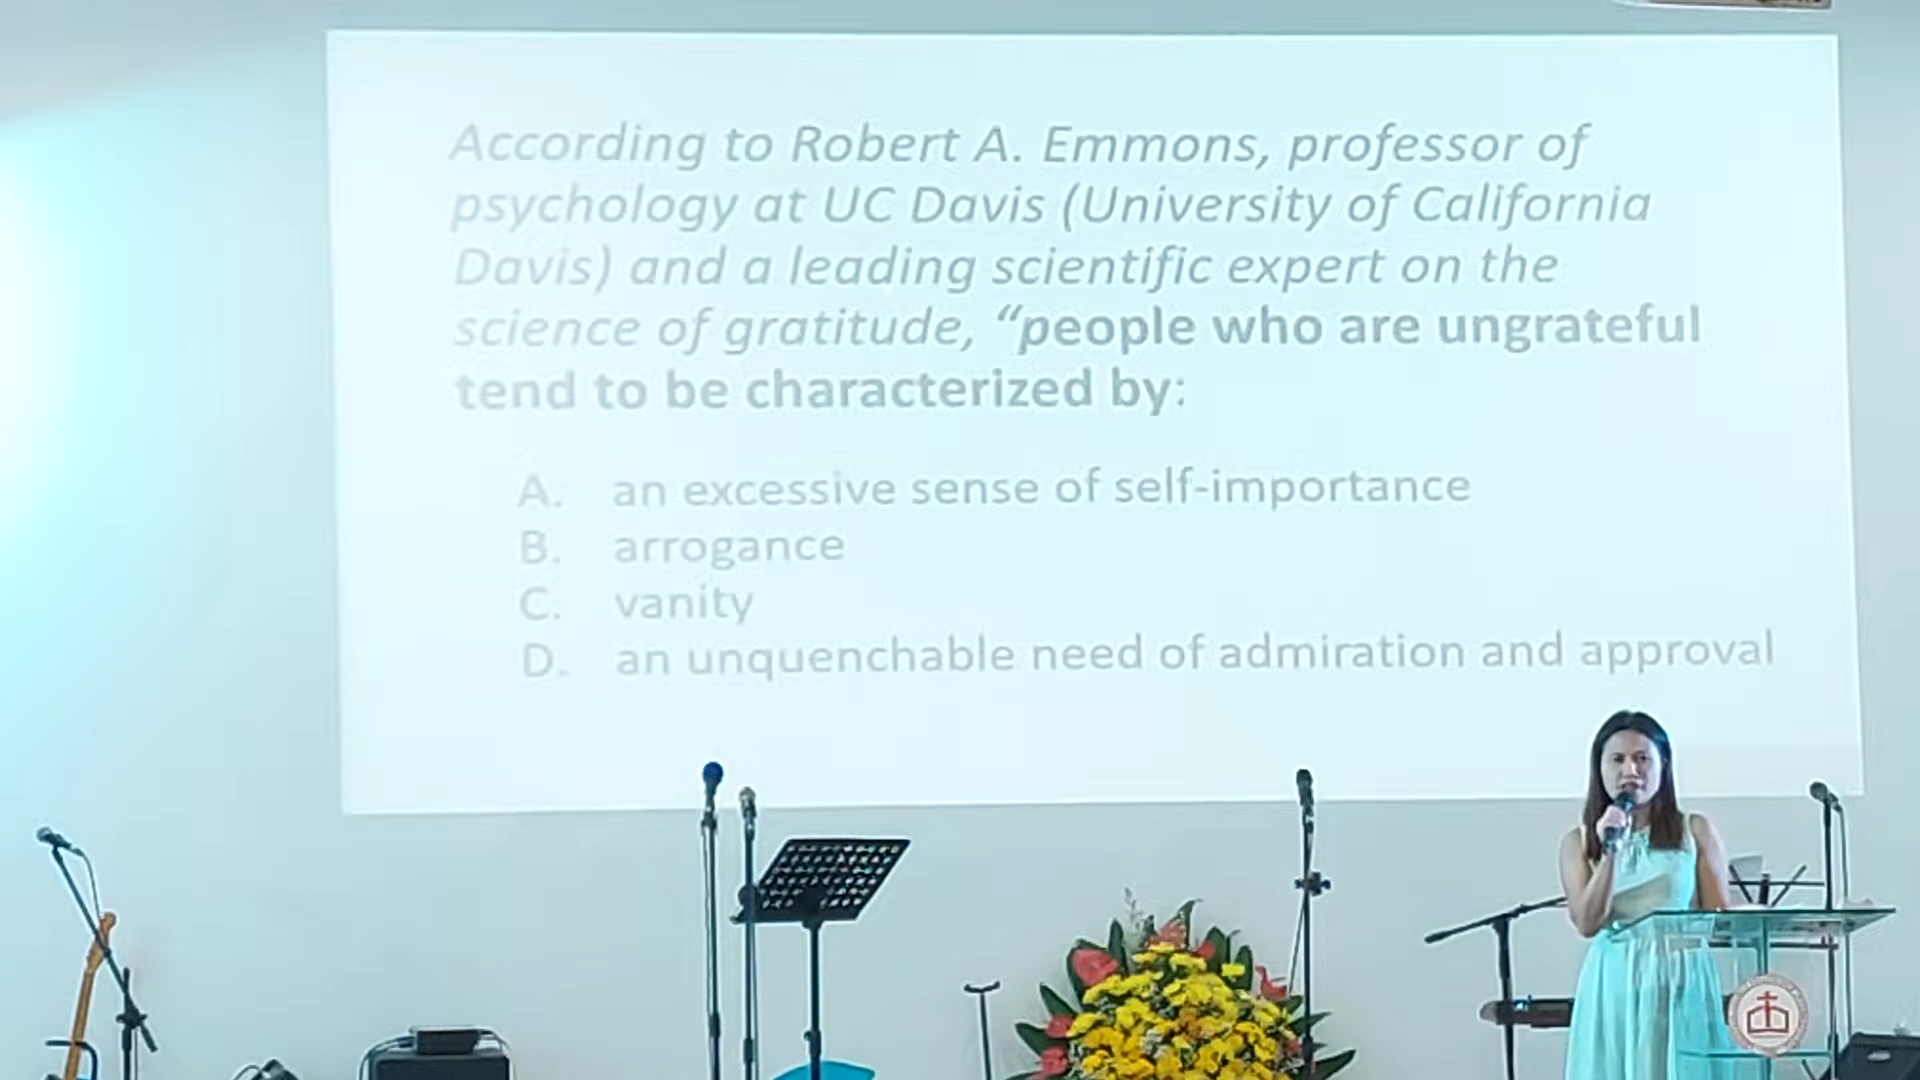 According to Robert A. Emmons, professor of
psychology at UC Davis (University of California
Davis) and a leading scientific expert on the
science of gratitude, “people who are ungrateful
tend to be characterized by:
A. an excessive sense of self-importance
B. arrogance
C. vanity
D. an unquenchable need of admiration and approval